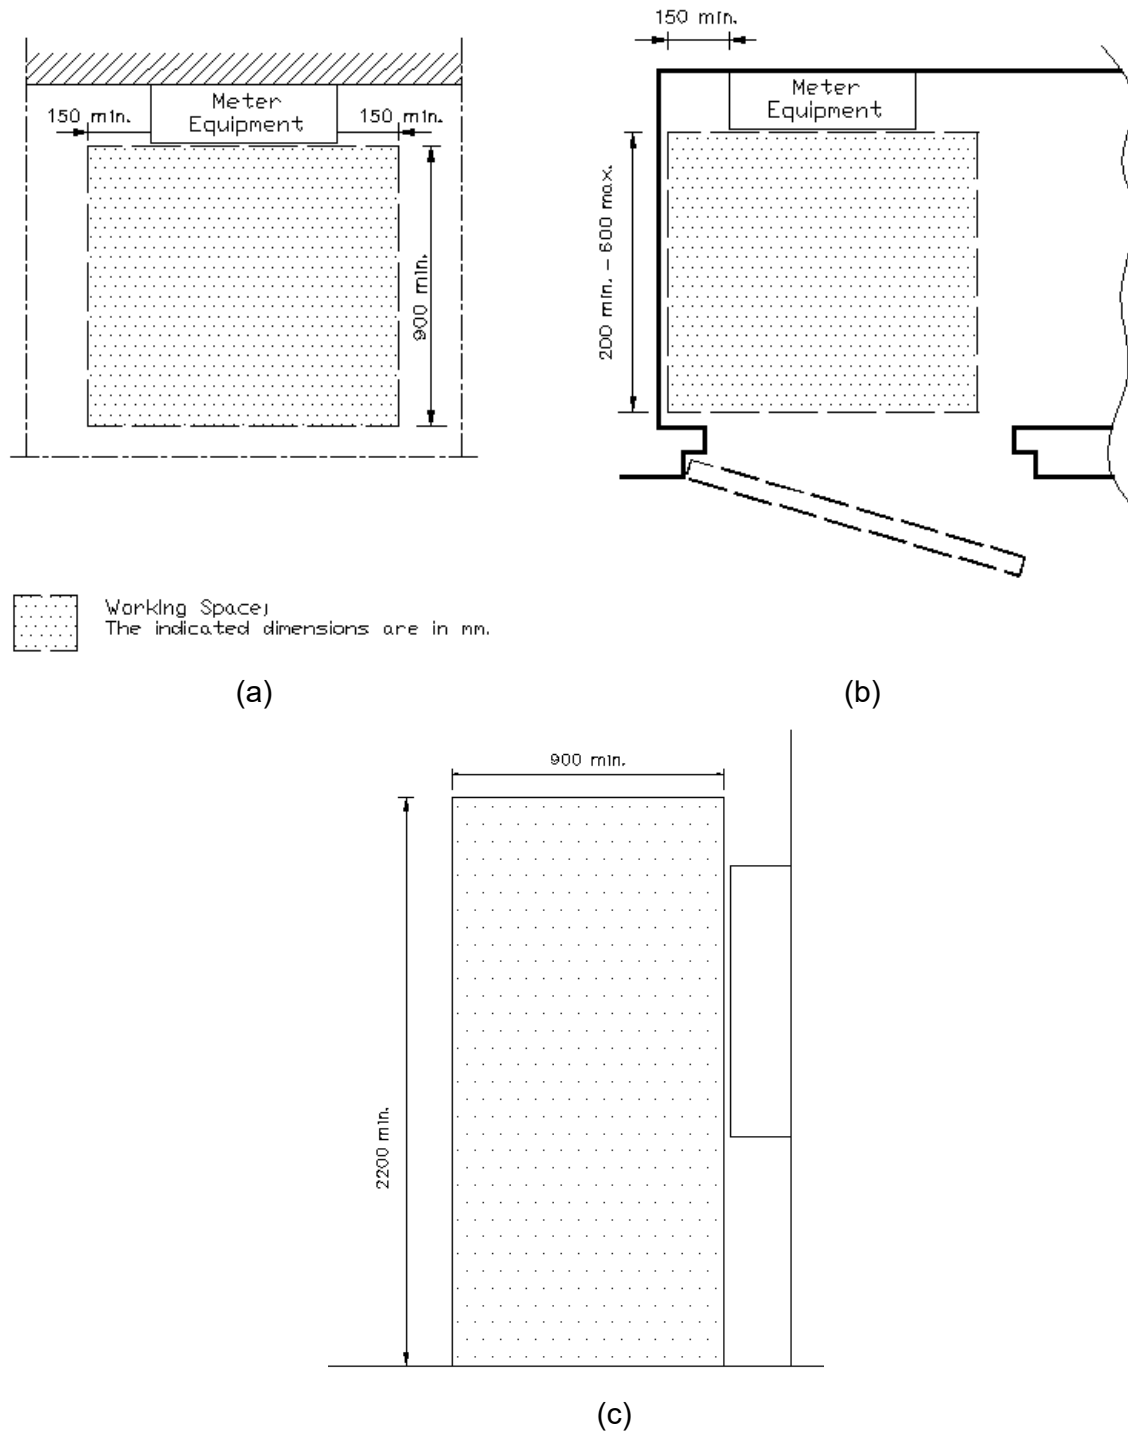 150 min.
Meter
Equipment
150 min.
150 min.
900 min.
Meter
Equipment
200 min. – 600 max.
Working Space;
The indicated dimensions are in mm.
(a)
(b)
900 min.
2200 min.
(c)